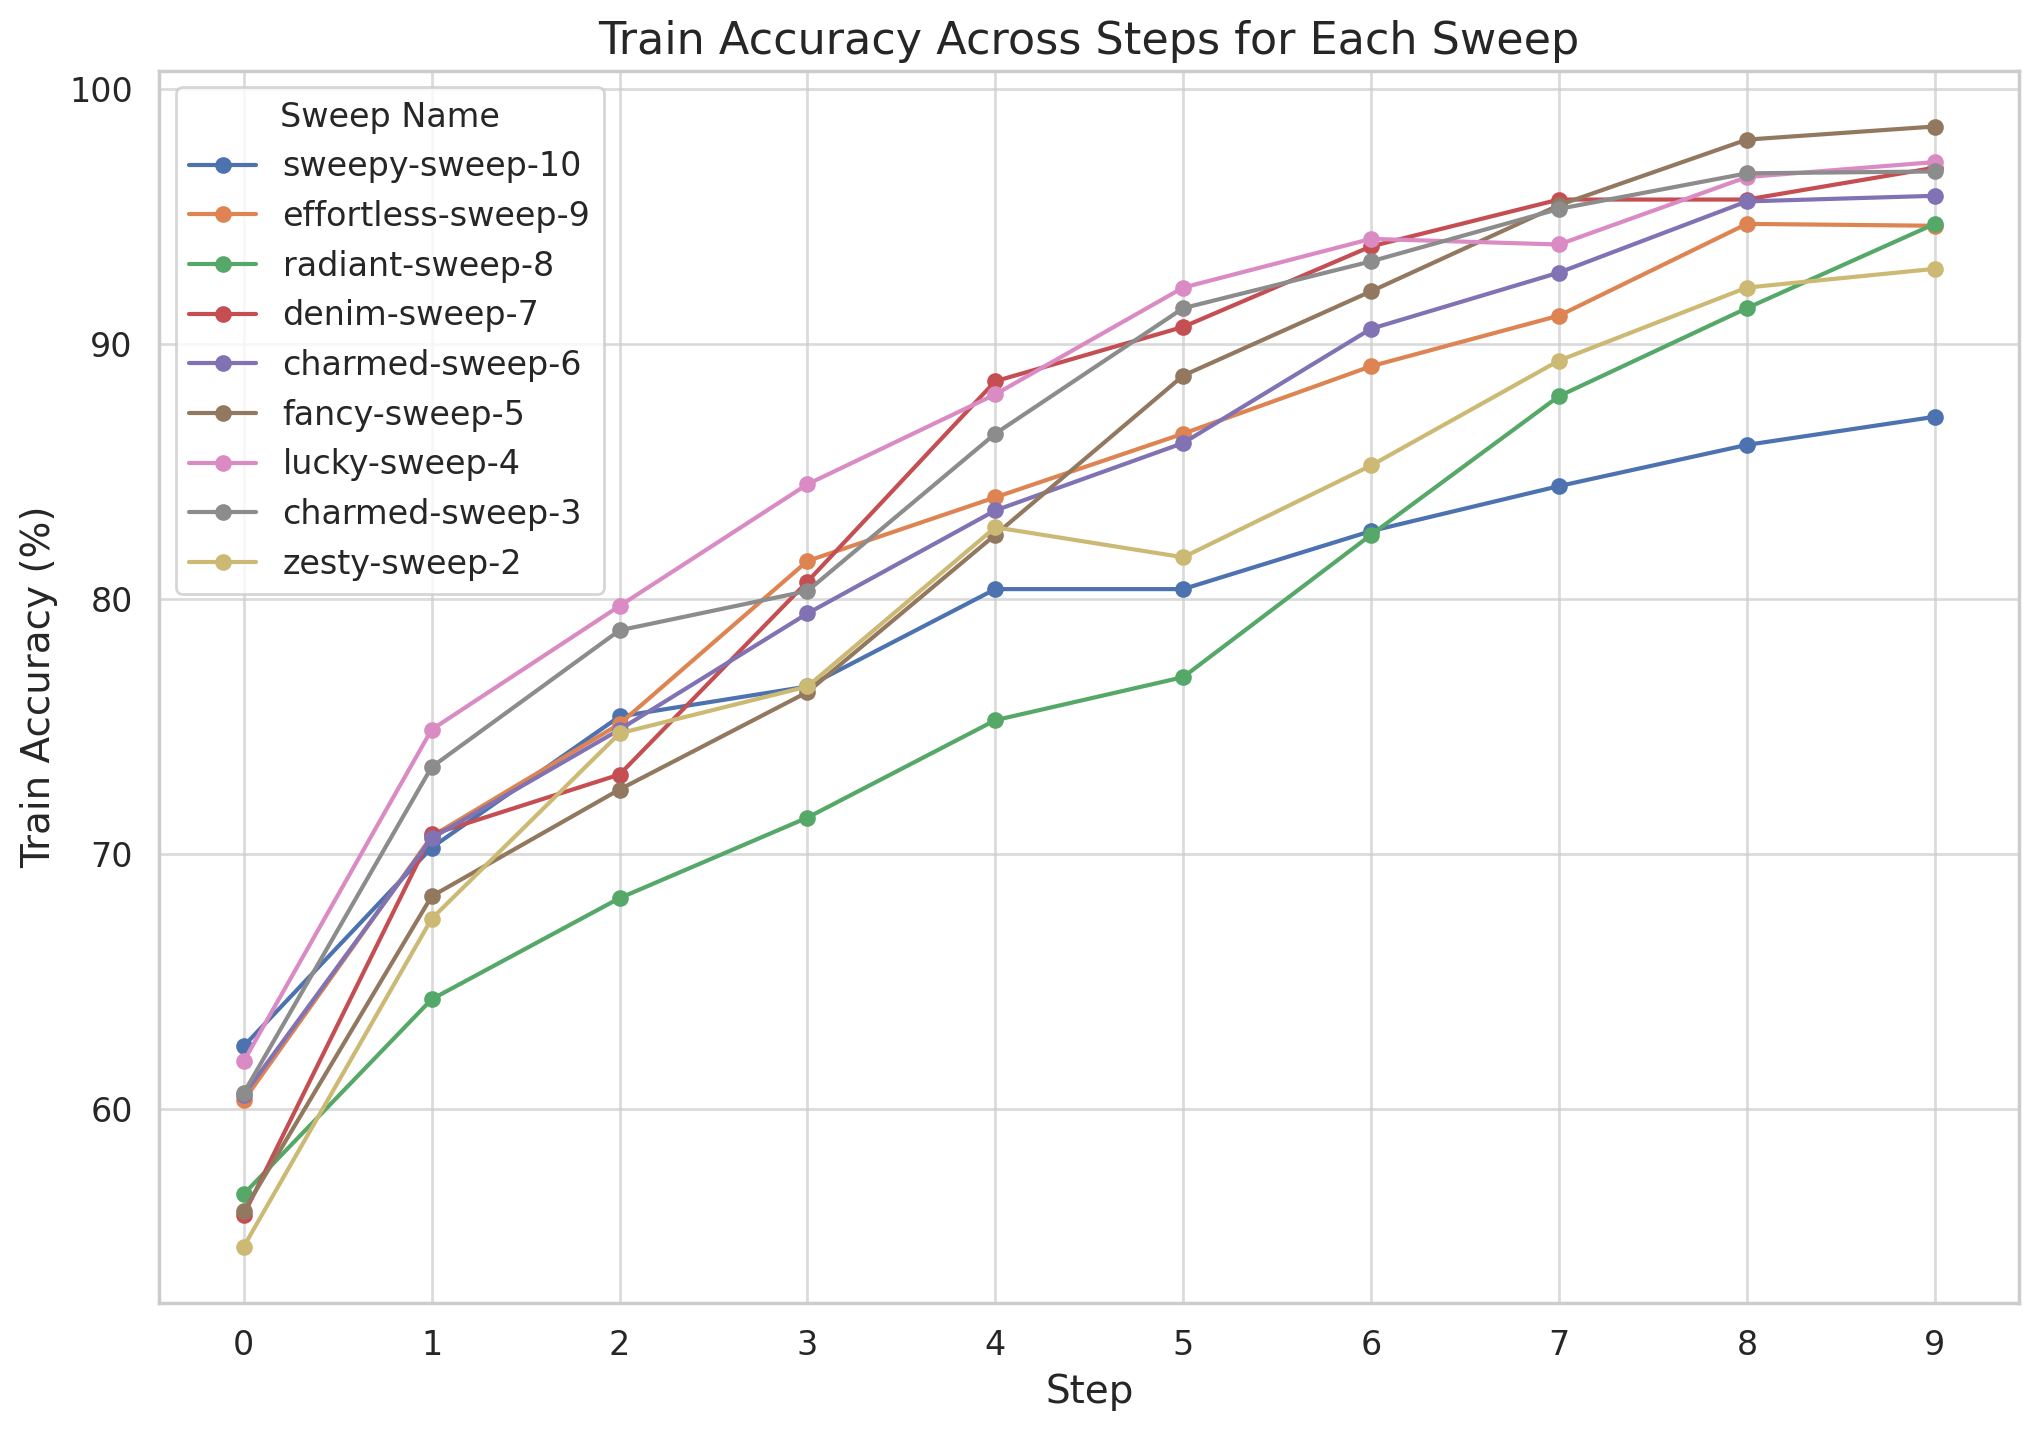 Train Accuracy Across Steps for Each Sweep
Train Accuracy (%)
100
90
80
70
60
Sweep Name
sweepy-sweep-10
effortless-sweep-9
radiant-sweep-8
denim-sweep-7
charmed-sweep-6
fancy-sweep-5
lucky-sweep-4
charmed-sweep-3
zesty-sweep-2
0 1 2 3 4 5 6 7 8 9
Step